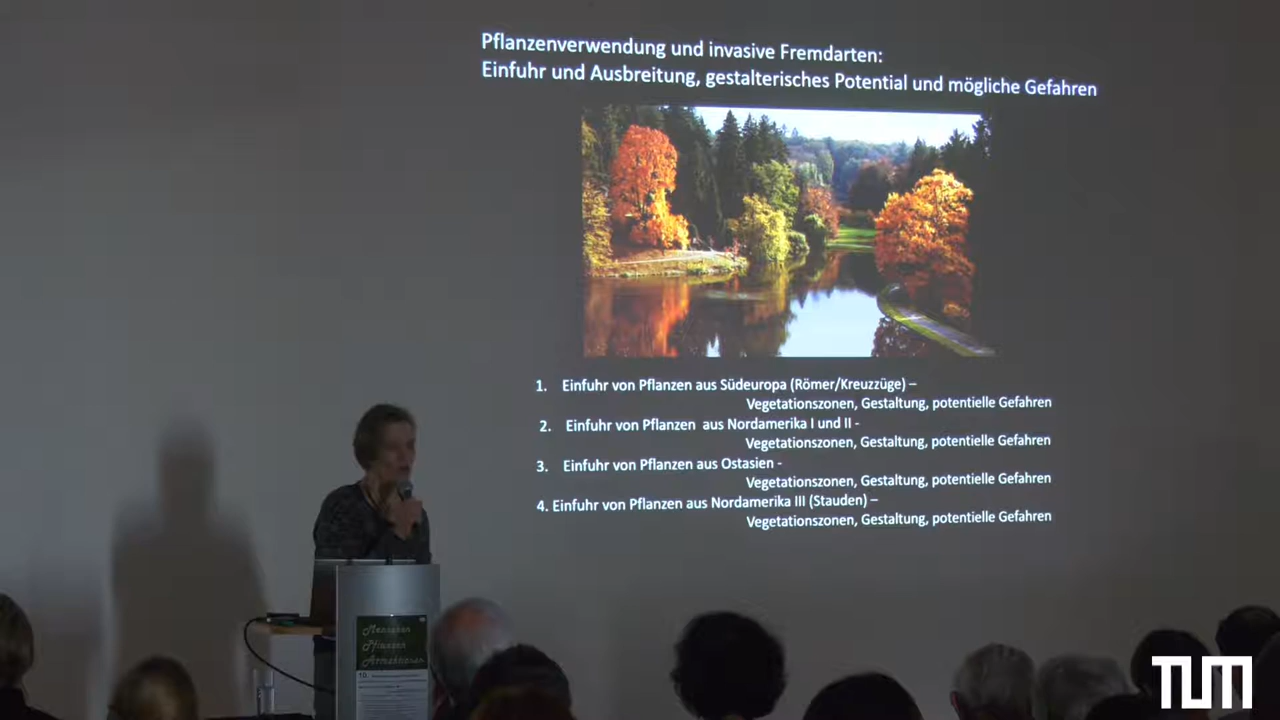 Pflanzenverwendung und invasive Fremdarten:
Einfuhr und Ausbreitung, gestalterisches Potential und mögliche Gefahren
1. Einfuhr von Pflanzen aus Südeuropa (Römer/Kreuzzüge) –
Vegetationszonen, Gestaltung, potentielle Gefahren
2. Einfuhr von Pflanzen aus Nordamerika I und II -
Vegetationszonen, Gestaltung, potentielle Gefahren
3. Einfuhr von Pflanzen aus Ostasien -
Vegetationszonen, Gestaltung, potentielle Gefahren
4. Einfuhr von Pflanzen aus Nordamerika III (Stauden) –
Vegetationszonen, Gestaltung, potentielle Gefahren
Menschen
Pflanzen
10.
TUM